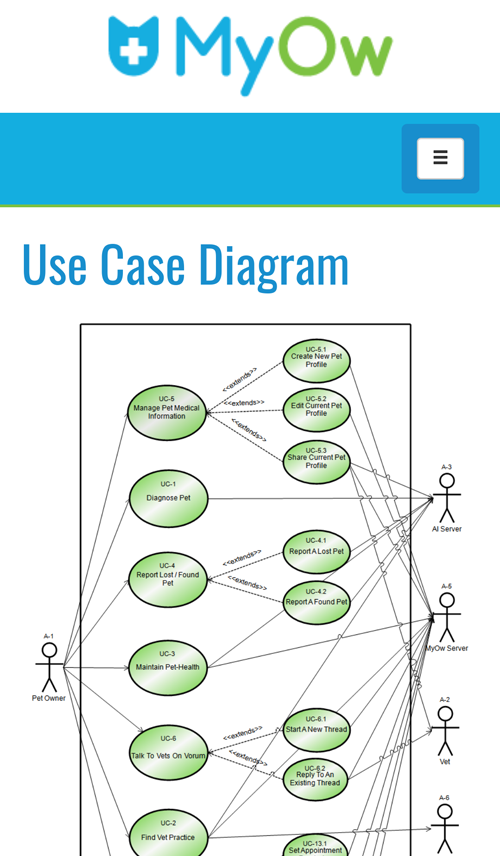 MyOw
Use Case Diagram
UC-5.1
Create New Pet
Profile
<<extends>>
UC-5
Manage Pet Medical
Information
<<extends>>
UC-5.2
Edit Current Pet
Profile
<<extends>>
UC-5.3
Share Current Pet
Profile
UC-1
Diagnose Pet
A-3
AI Server
UC-4.1
Report A Lost Pet
<<extends>>
UC-4
Report Lost / Found
Pet
<<extends>>
UC-4.2
Report A Found Pet
A-5
MyOw Server
A-1
Pet Owner
UC-3
Maintain Pet-Health
UC-6.1
Start A New Thread
<<extends>>
UC-6
Talk To Vets On Vorum
<<extends>>
UC-6.2
Reply To An
Existing Thread
A-2
Vet
A-6
UC-2
Find Vet Practice
UC-13.1
Set Appointment